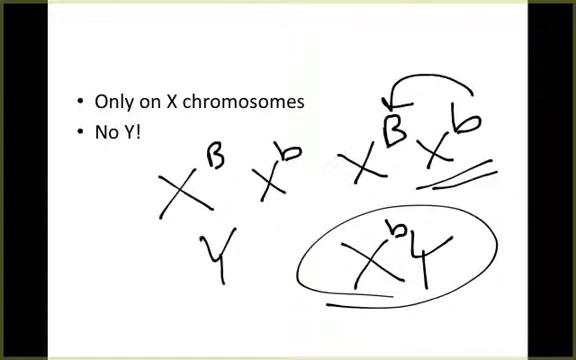 • Only on X chromosomes
• No Y!
X^B X^b
X^B X^b
Y
X^b Y